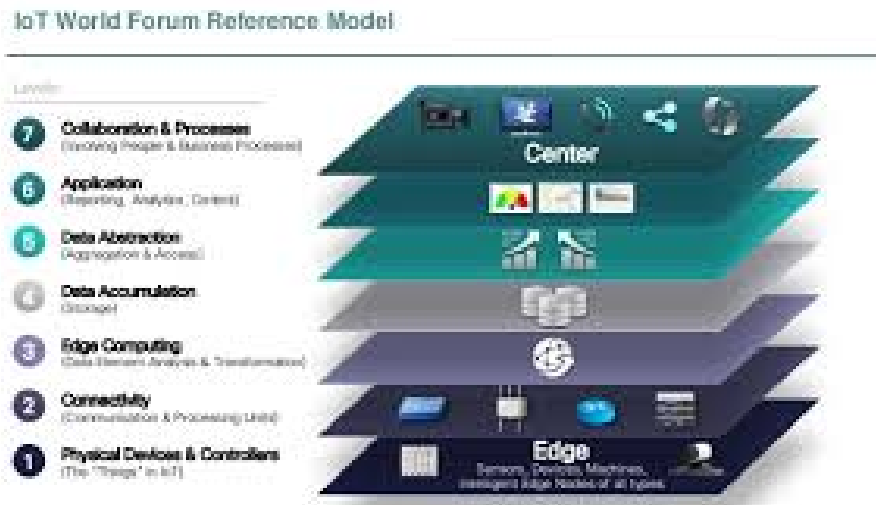 IoT World Forum Reference Model
Levels
7
Collaboration & Processes
(Involving People & Business Processes)
Center
6
Application
(Reporting, Analytics, Control)
5
Data Abstraction
(Aggregation & Access)
4
Data Accumulation
(Storage)
3
Edge Computing
(Data Element Analysis & Transformation)
2
Connectivity
(Communication & Processing Units)
1
Physical Devices & Controllers
(The "Things" in IoT)
Edge
Sensors, Devices, Machines,
Intelligent Edge Nodes of all types